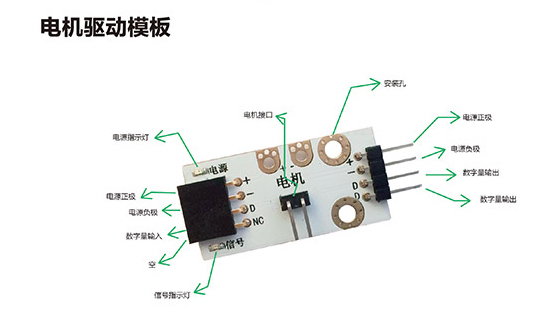 电机驱动模板
安装孔
电机接口
电源正极
电源指示灯
电源负极
数字量输出
数字量输出
电源正极
电源负极
数字量输入
空
信号指示灯
电源
+
-
D
NC
信号
+ -
电机
+
-
D
D